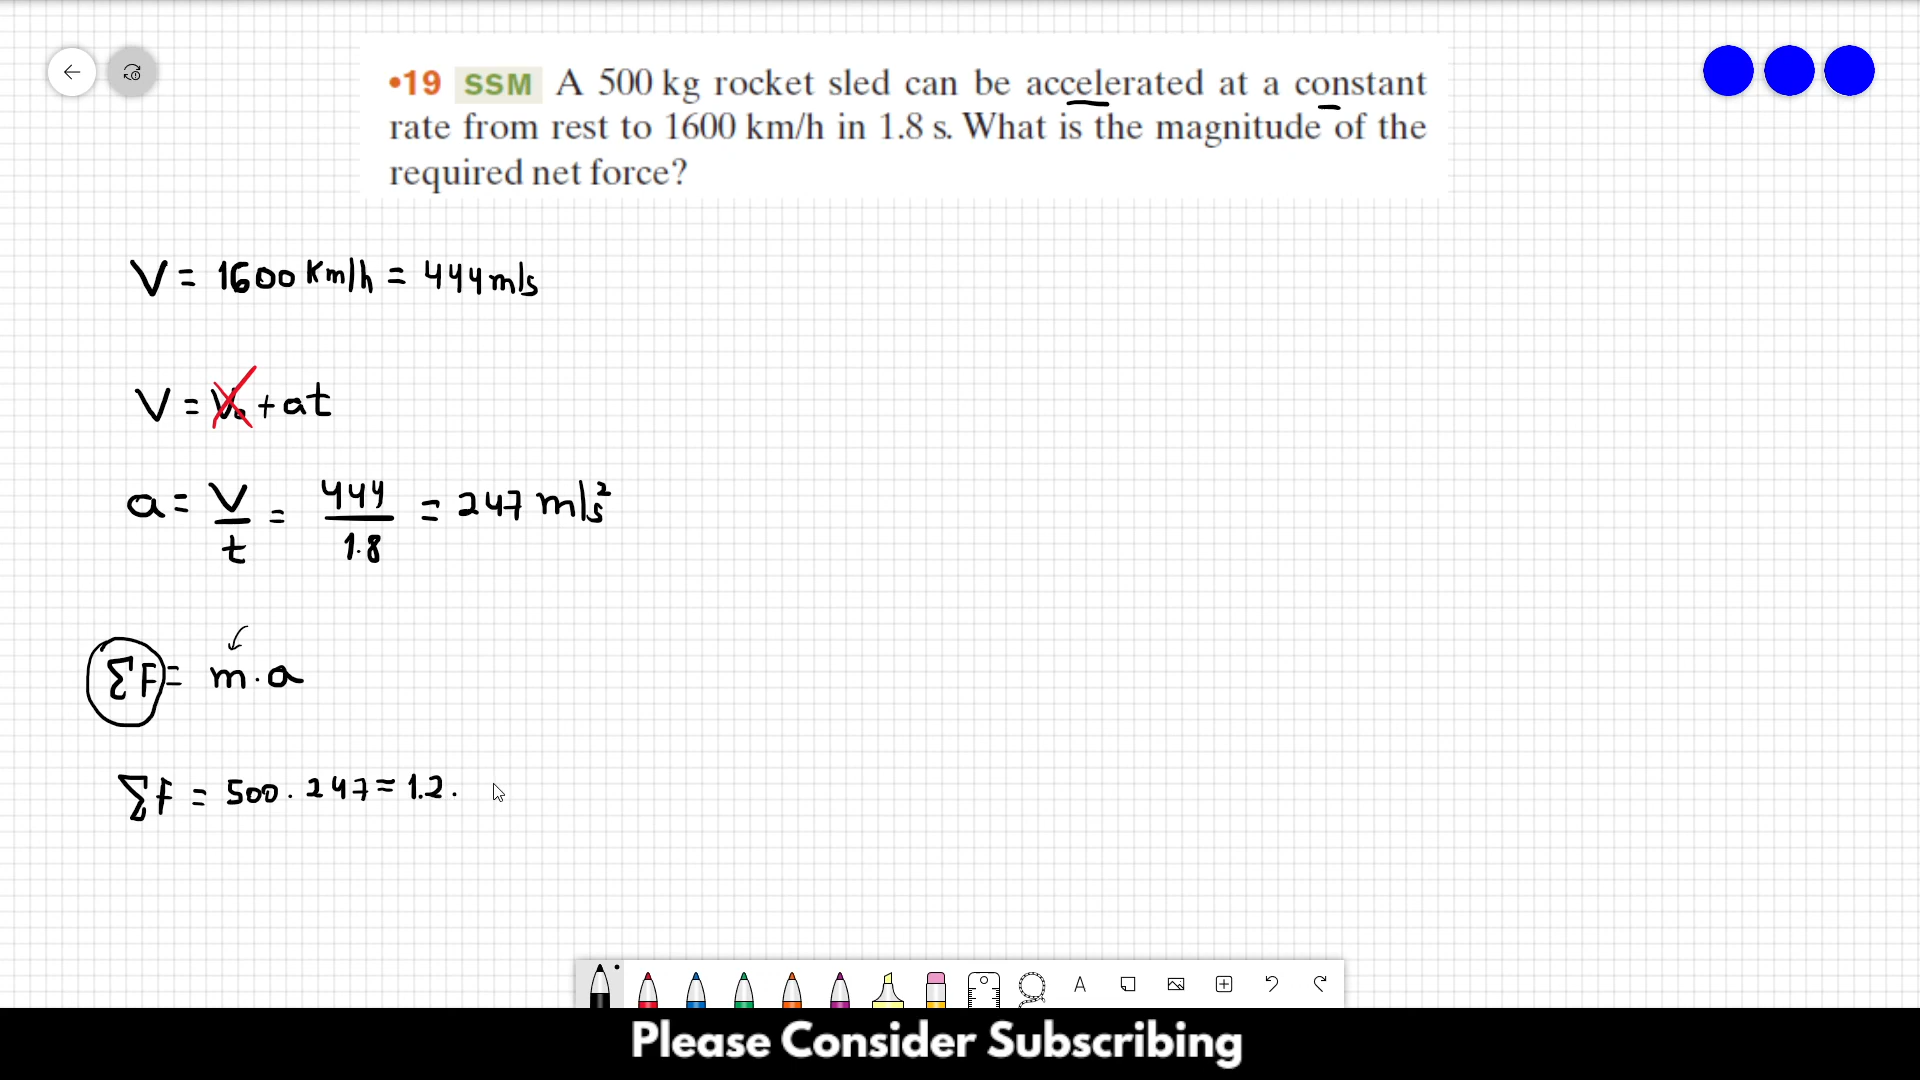 •19 SSM A 500 kg rocket sled can be accelerated at a constant
rate from rest to 1600 km/h in 1.8 s. What is the magnitude of the
required net force?
V = 1600 Km/h = 444 m/s
V = V₀ + at
a = V/t = 444/1.8 = 247 m/s²
ΣF = m · a
ΣF = 500 · 247 ≈ 1.2 ·
A
Please Consider Subscribing